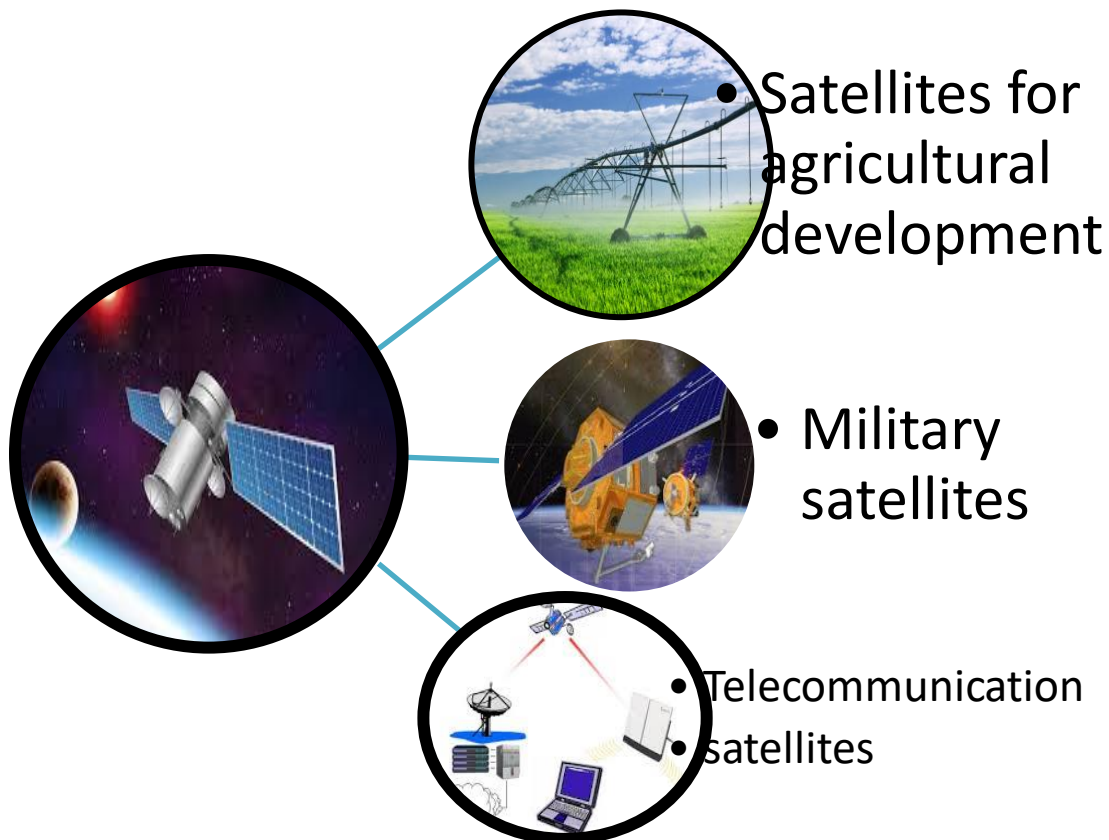 • Satellites for
agricultural
development
• Military
satellites
• Telecommunication
• satellites